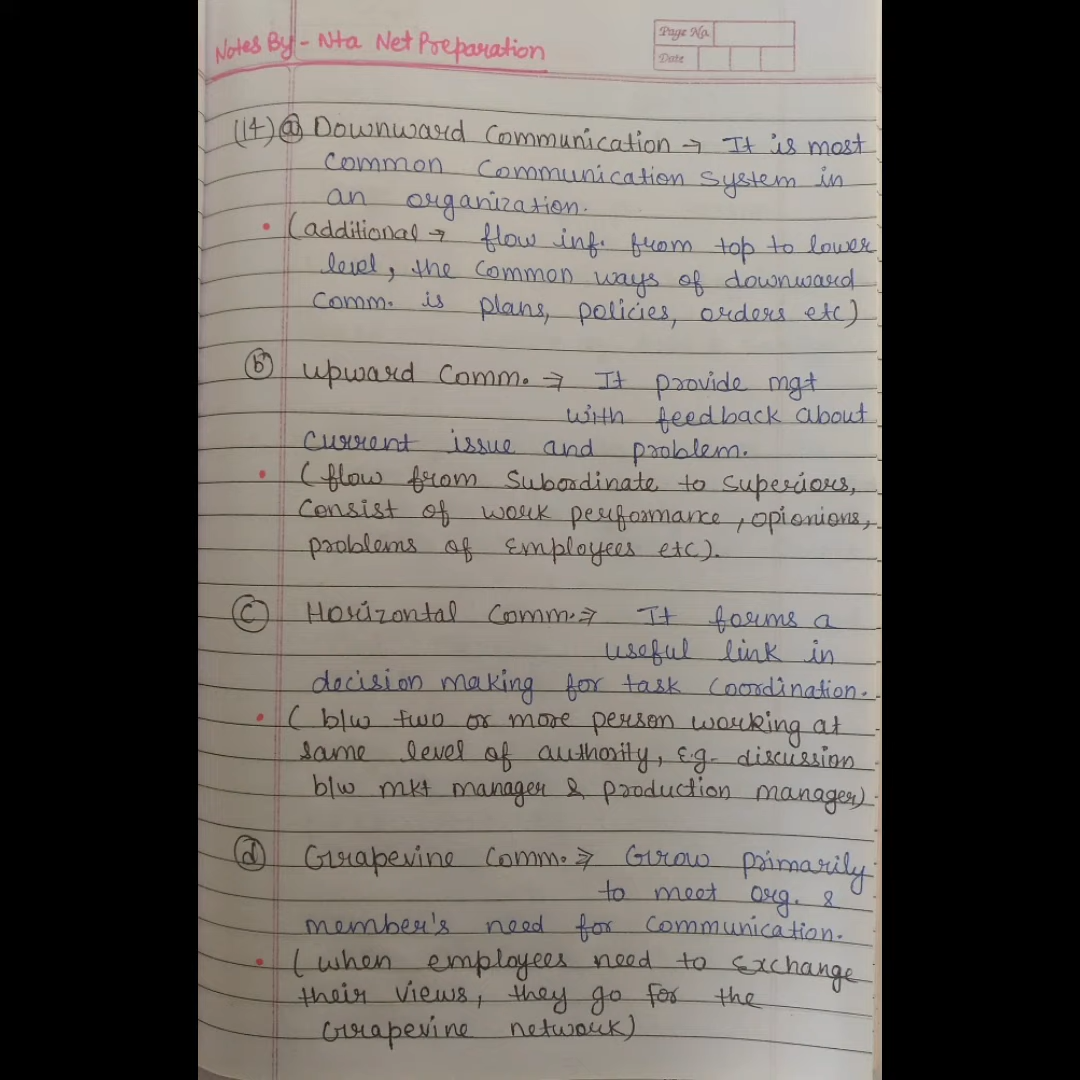 Notes By - Nta Net Preparation
Page No.
Date
(14) (a) Downward Communication → It is most
common communication system in
an organization.
• (additional → flow inf. from top to lower
level, the common ways of downward
comm. is plans, policies, orders etc)
(b) Upward Comm. ⇒ It provide mgt
with feedback about
current issue and problem.
• (flow from subordinate to superiors,
consist of work performance, opionions,
problems of employees etc).
(c) Horizontal Comm. ⇒ It forms a
useful link in
decision making for task coordination.
• ( b/w two or more person working at
same level of authority, e.g. discussion
b/w mkt manager & production manager)
(d) Grapevine Comm. ⇒ Grow primarily
to meet org. &
member's need for communication.
• (when employees need to exchange
their views, they go for the
Grapevine network)